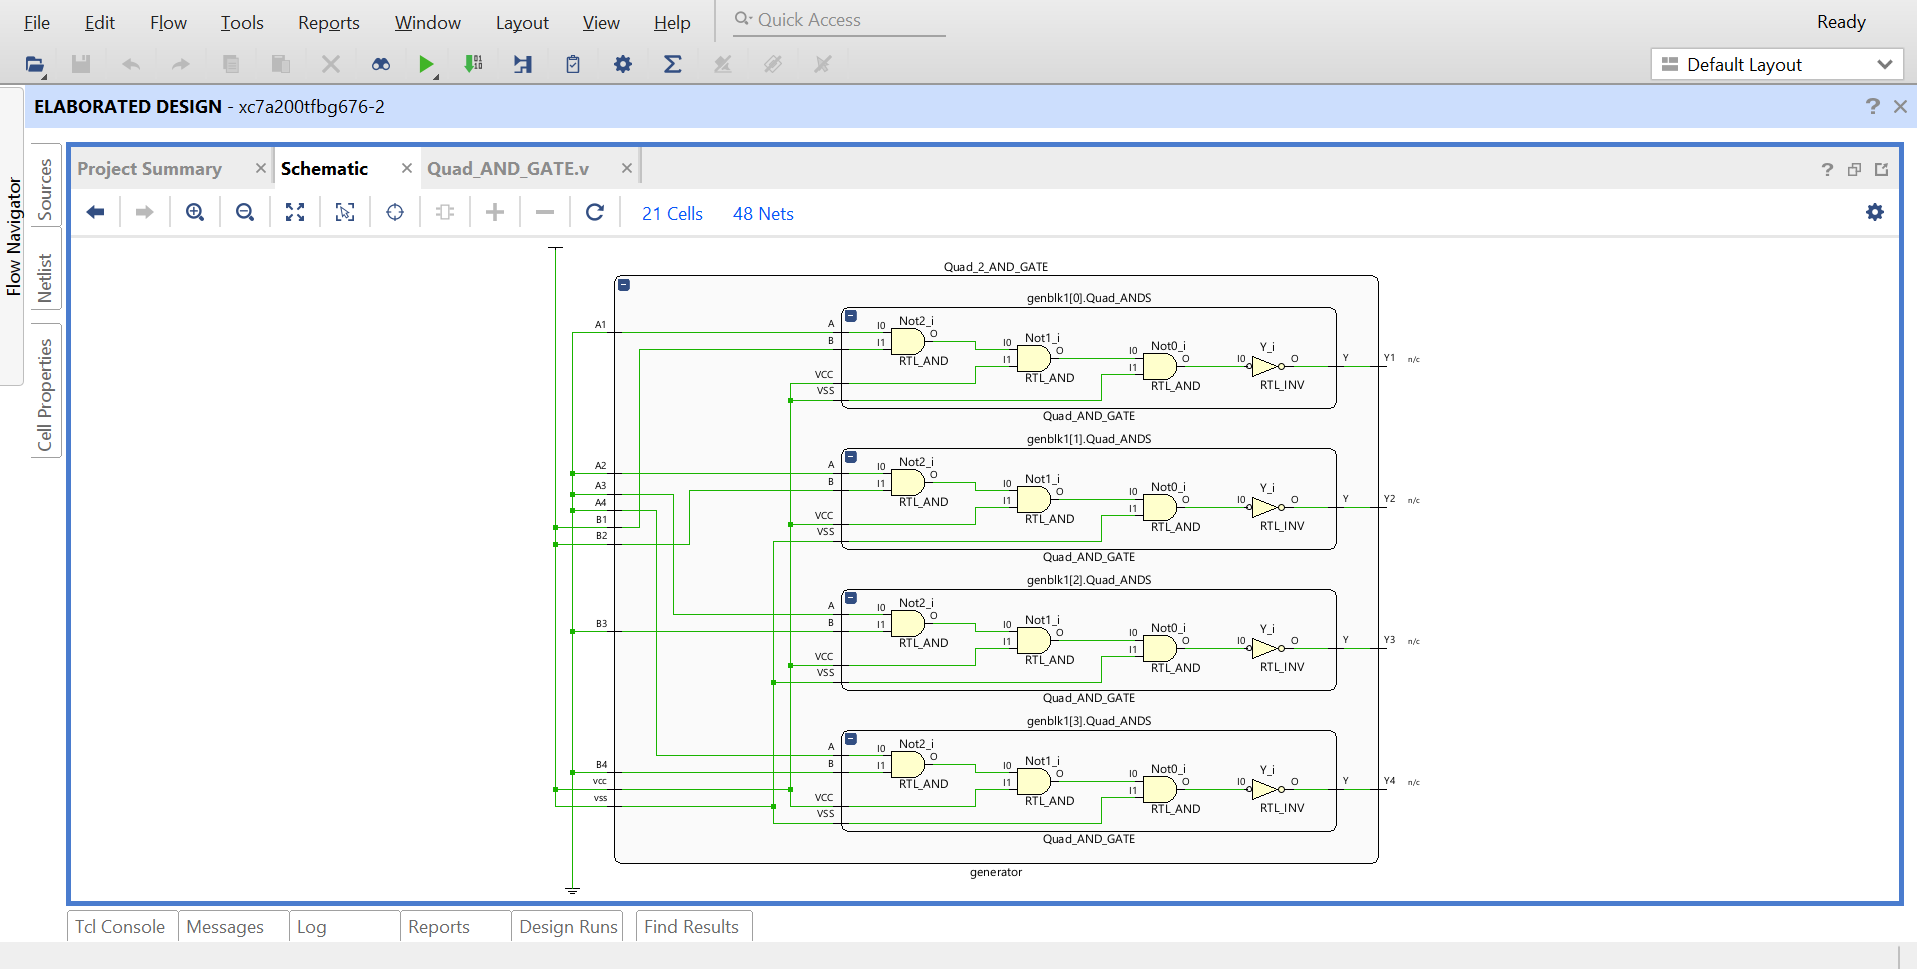 File Edit Flow Tools Reports Window Layout View Help Quick Access Ready
Default Layout
ELABORATED DESIGN - xc7a200tfbg676-2
Flow Navigator
Sources
Netlist
Cell Properties
Project Summary Schematic Quad_AND_GATE.v
21 Cells 48 Nets
Quad_2_AND_GATE
genblk1[0].Quad_ANDS
A1 A I0 Not2_i O
B I1 RTL_AND
I0 Not1_i O
I1 RTL_AND
I0 Not0_i O
I1 RTL_AND
I0 Y_i O
RTL_INV
Y Y1 n/c
VCC
VSS
Quad_AND_GATE
genblk1[1].Quad_ANDS
A2 A I0 Not2_i O
B I1 RTL_AND
I0 Not1_i O
I1 RTL_AND
I0 Not0_i O
I1 RTL_AND
I0 Y_i O
RTL_INV
Y Y2 n/c
A3
A4
B1
B2
VCC
VSS
Quad_AND_GATE
genblk1[2].Quad_ANDS
A I0 Not2_i O
B3 B I1 RTL_AND
I0 Not1_i O
I1 RTL_AND
I0 Not0_i O
I1 RTL_AND
I0 Y_i O
RTL_INV
Y Y3 n/c
VCC
VSS
Quad_AND_GATE
genblk1[3].Quad_ANDS
A I0 Not2_i O
B4 B I1 RTL_AND
I0 Not1_i O
I1 RTL_AND
I0 Not0_i O
I1 RTL_AND
I0 Y_i O
RTL_INV
Y Y4 n/c
vcc
vss
VCC
VSS
Quad_AND_GATE
generator
Tcl Console Messages Log Reports Design Runs Find Results